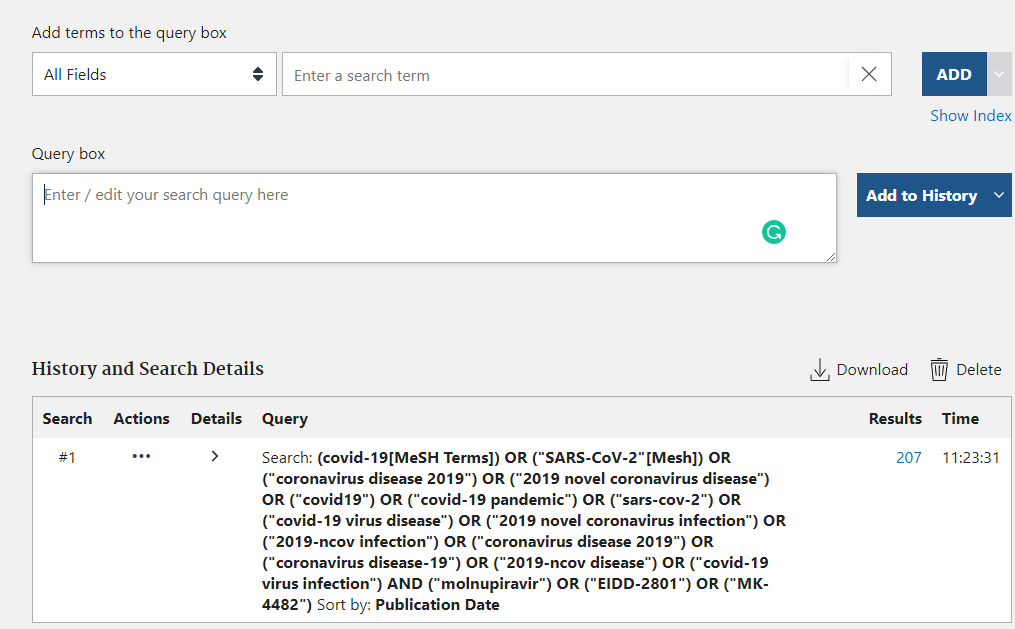 Add terms to the query box
All Fields
Enter a search term
ADD
Show Index
Query box
Enter / edit your search query here
Add to History
History and Search Details
Download
Delete
Search Actions Details Query Results Time
#1 ••• Search: (covid-19[MeSH Terms]) OR ("SARS-CoV-2"[Mesh]) OR 207 11:23:31
("coronavirus disease 2019") OR ("2019 novel coronavirus disease")
OR ("covid19") OR ("covid-19 pandemic") OR ("sars-cov-2") OR
("covid-19 virus disease") OR ("2019 novel coronavirus infection") OR
("2019-ncov infection") OR ("coronavirus disease 2019") OR
("coronavirus disease-19") OR ("2019-ncov disease") OR ("covid-19
virus infection") AND ("molnupiravir") OR ("EIDD-2801") OR ("MK-
4482") Sort by: Publication Date